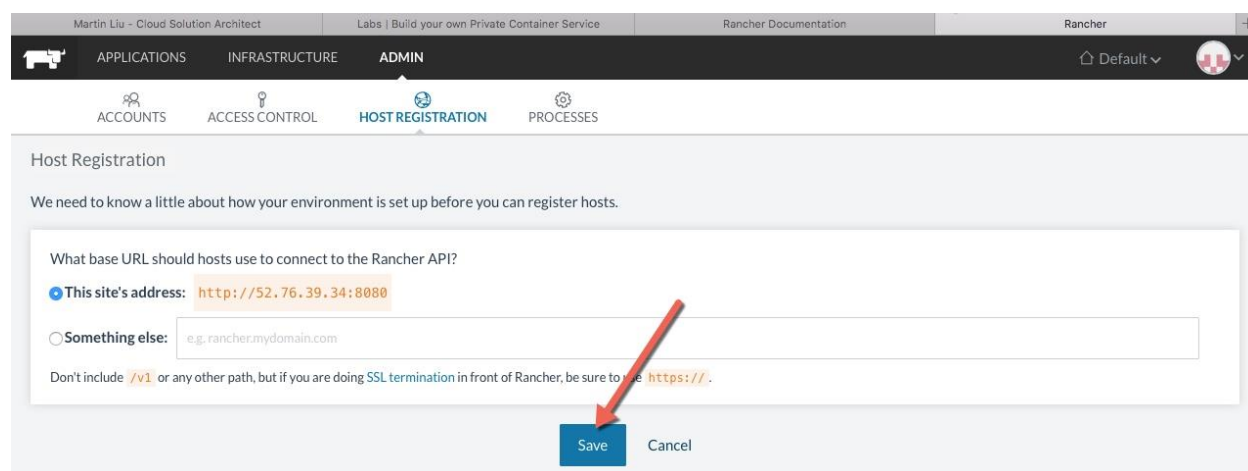 Martin Liu - Cloud Solution Architect Labs | Build your own Private Container Service Rancher Documentation Rancher
APPLICATIONS INFRASTRUCTURE ADMIN Default
ACCOUNTS ACCESS CONTROL HOST REGISTRATION PROCESSES
Host Registration
We need to know a little about how your environment is set up before you can register hosts.
What base URL should hosts use to connect to the Rancher API?
This site's address: http://52.76.39.34:8080
Something else: e.g. rancher.mydomain.com
Don't include /v1 or any other path, but if you are doing SSL termination in front of Rancher, be sure to use https:// .
Save Cancel